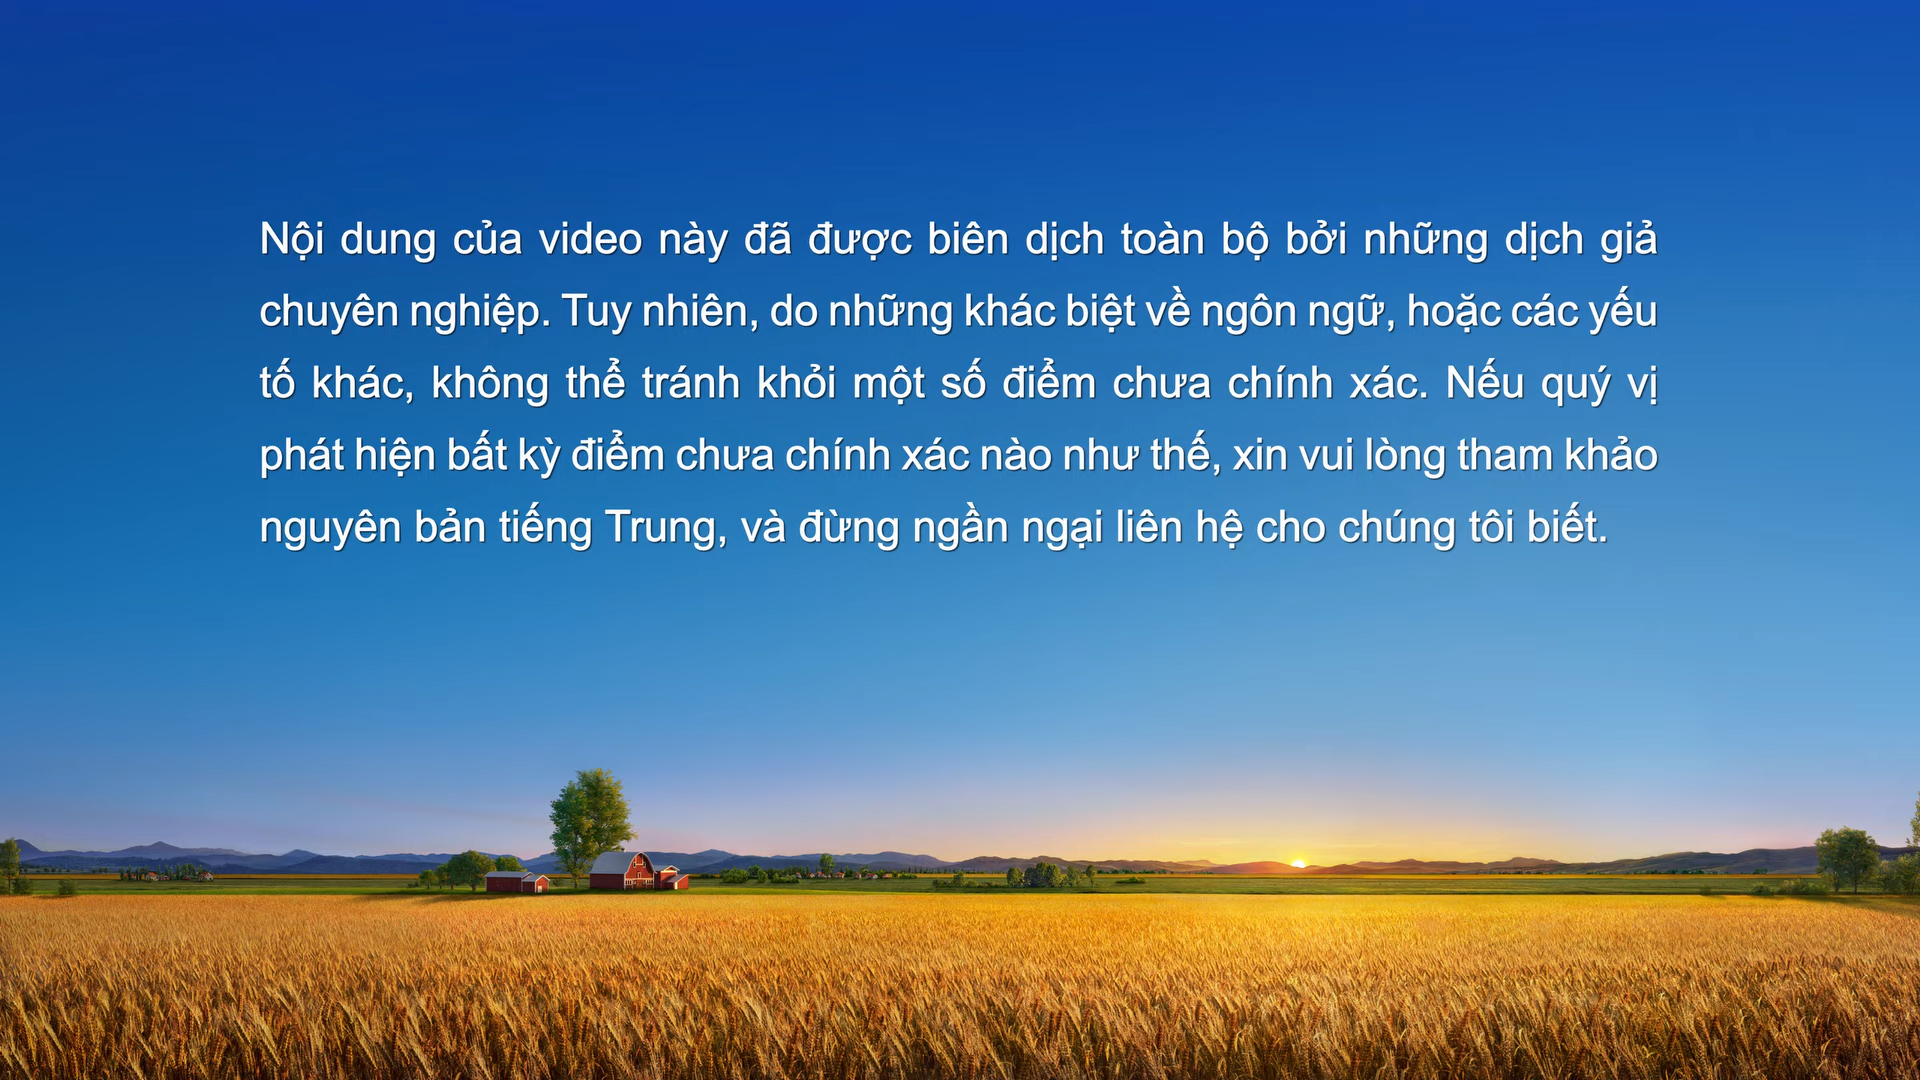 Nội dung của video này đã được biên dịch toàn bộ bởi những dịch giả
chuyên nghiệp. Tuy nhiên, do những khác biệt về ngôn ngữ, hoặc các yếu
tố khác, không thể tránh khỏi một số điểm chưa chính xác. Nếu quý vị
phát hiện bất kỳ điểm chưa chính xác nào như thế, xin vui lòng tham khảo
nguyên bản tiếng Trung, và đừng ngần ngại liên hệ cho chúng tôi biết.